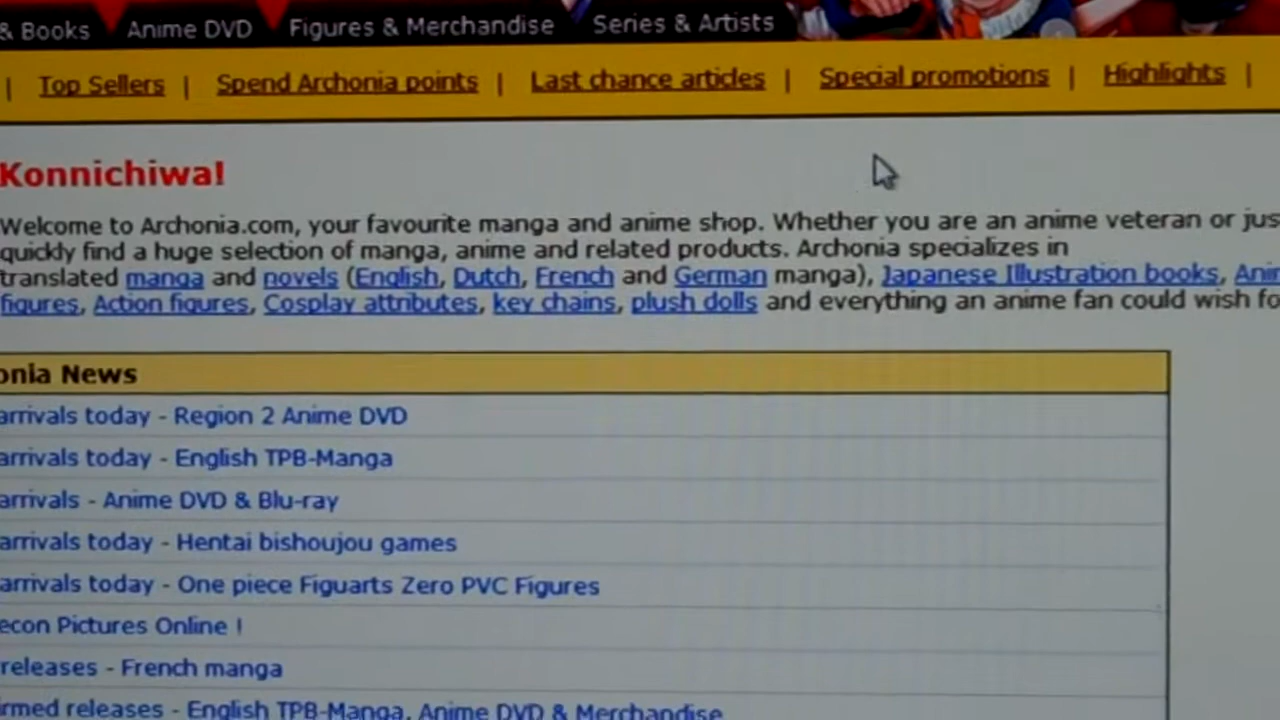 & Books Anime DVD Figures & Merchandise Series & Artists
| Top Sellers | Spend Archonia points | Last chance articles | Special promotions | Highlights |
Konnichiwa!
Welcome to Archonia.com, your favourite manga and anime shop. Whether you are an anime veteran or jus
quickly find a huge selection of manga, anime and related products. Archonia specializes in
translated manga and novels (English, Dutch, French and German manga), Japanese Illustration books, Anim
figures, Action figures, Cosplay attributes, key chains, plush dolls and everything an anime fan could wish fo
onia News
arrivals today - Region 2 Anime DVD
arrivals today - English TPB-Manga
arrivals - Anime DVD & Blu-ray
arrivals today - Hentai bishoujou games
arrivals today - One piece Figuarts Zero PVC Figures
econ Pictures Online !
releases - French manga
irmed releases - English TPB-Manga, Anime DVD & Merchandise